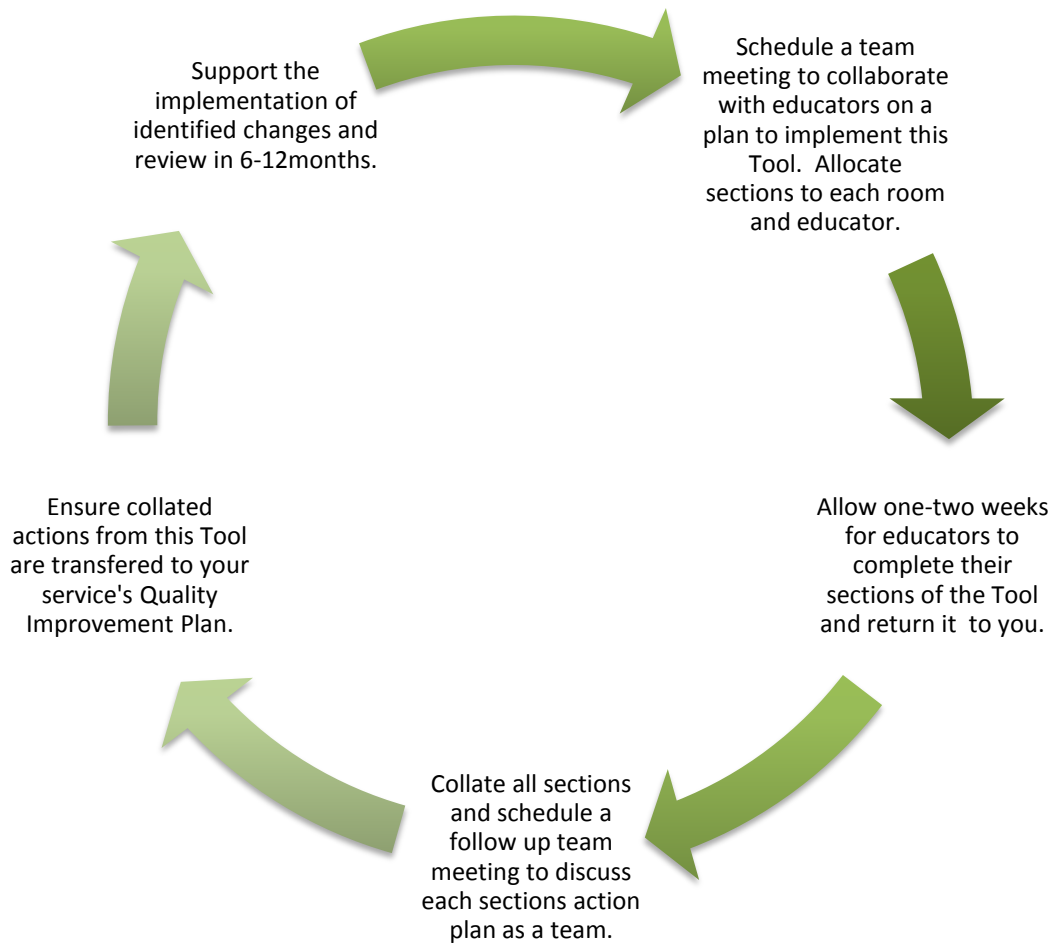 Schedule a team
meeting to collaborate
with educators on a
plan to implement this
Tool.  Allocate
sections to each room
and educator.
Allow one-two weeks
for educators to
complete their
sections of the Tool
and return it  to you.
Collate all sections
and schedule a
follow up team
meeting to discuss
each sections action
plan as a team.
Ensure collated
actions from this Tool
are transfered to your
service's Quality
Improvement Plan.
Support the
implementation of
identified changes and
review in 6-12months.